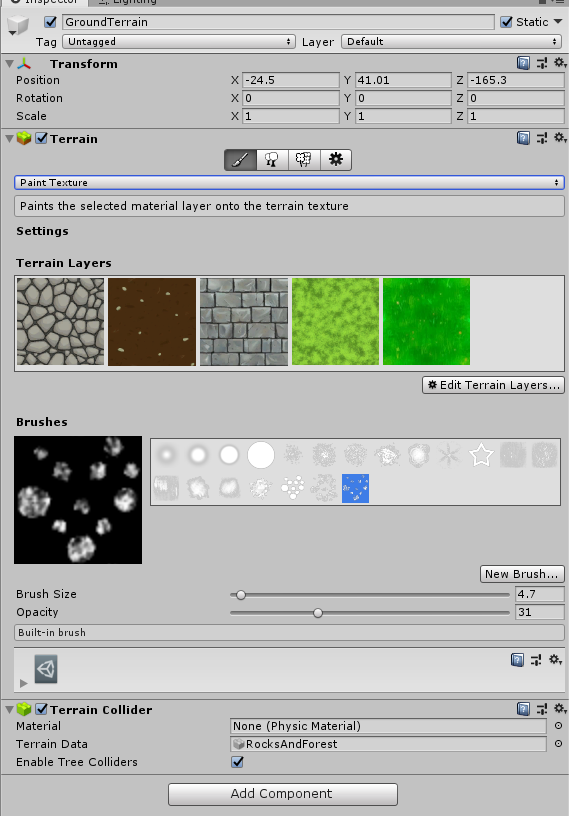 Inspector Lighting
GroundTerrain Static
Tag Untagged Layer Default
Transform
Position X -24.5 Y 41.01 Z -165.3
Rotation X 0 Y 0 Z 0
Scale X 1 Y 1 Z 1
Terrain
Paint Texture
Paints the selected material layer onto the terrain texture
Settings
Terrain Layers
Edit Terrain Layers...
Brushes
New Brush...
Brush Size 4.7
Opacity 31
Built-in brush
Terrain Collider
Material None (Physic Material)
Terrain Data RocksAndForest
Enable Tree Colliders
Add Component